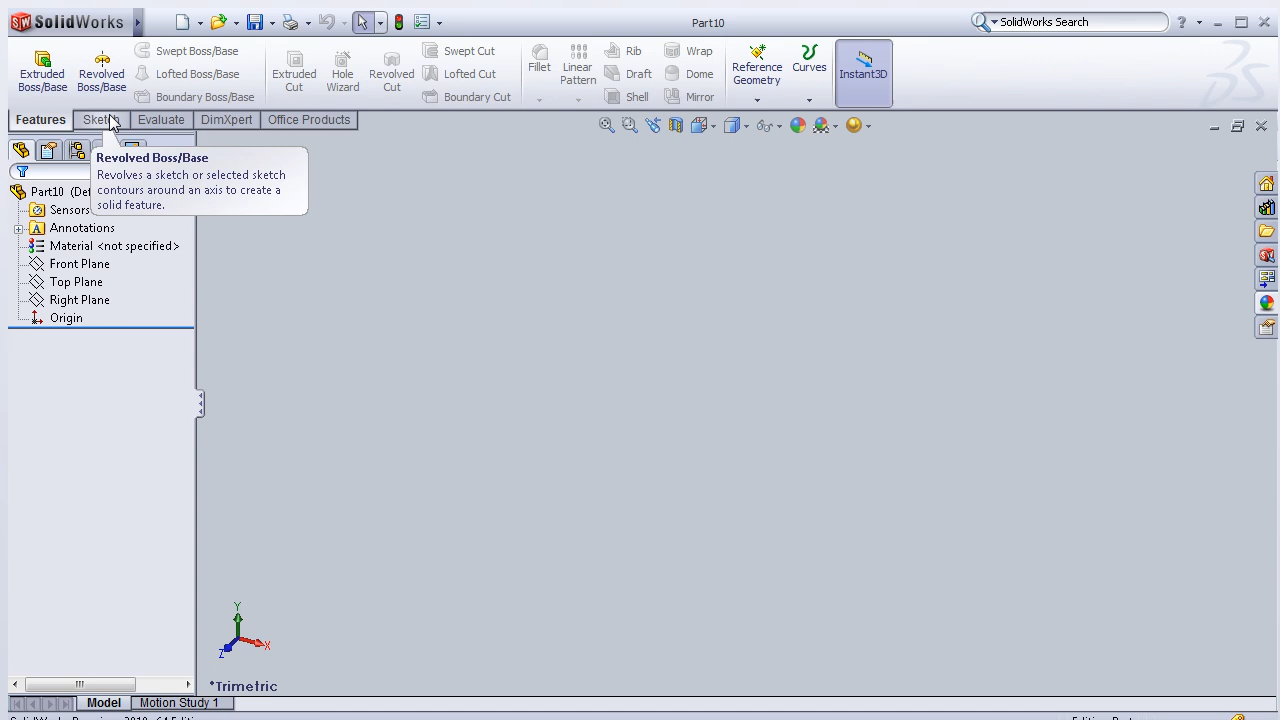 SolidWorks
Part10
SolidWorks Search
Extruded
Boss/Base
Revolved
Boss/Base
Swept Boss/Base
Lofted Boss/Base
Boundary Boss/Base
Extruded
Cut
Hole
Wizard
Revolved
Cut
Swept Cut
Lofted Cut
Boundary Cut
Fillet
Linear
Pattern
Rib
Draft
Shell
Wrap
Dome
Mirror
Reference
Geometry
Curves
Instant3D
Features
Evaluate
DimXpert
Office Products
Revolved Boss/Base
Revolves a sketch or selected sketch
contours around an axis to create a
solid feature.
Part10
Sensors
Annotations
Material <not specified>
Front Plane
Top Plane
Right Plane
Origin
Y
X
Z
*Trimetric
Model
Motion Study 1